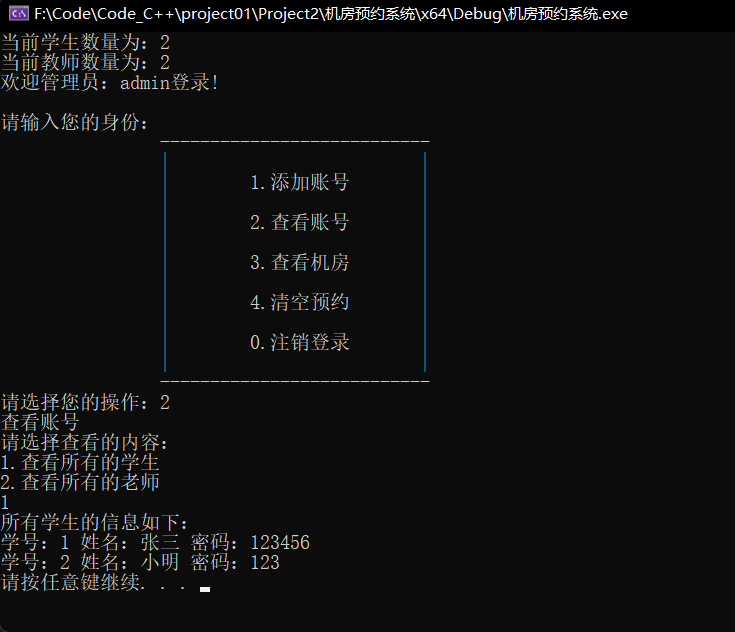 F:\Code\Code_C++\project01\Project2\机房预约系统\x64\Debug\机房预约系统.exe
当前学生数量为：2
当前教师数量为：2
欢迎管理员：admin登录!
请输入您的身份：
---------------------------
1.添加账号
2.查看账号
3.查看机房
4.清空预约
0.注销登录
---------------------------
请选择您的操作：2
查看账号
请选择查看的内容：
1.查看所有的学生
2.查看所有的老师
1
所有学生的信息如下：
学号：1 姓名：张三 密码：123456
学号：2 姓名：小明 密码：123
请按任意键继续. . .